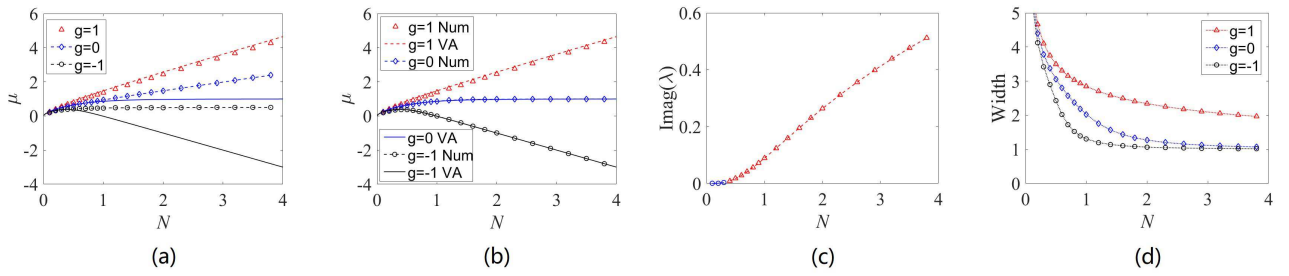 μ
6
4
2
0
-2
-4
g=1
g=0
g=-1
0
1
2
3
4
N
(a)
μ
6
4
2
0
-2
-4
g=1 Num
g=1 VA
g=0 Num
g=0 VA
g=-1 Num
g=-1 VA
0
1
2
3
4
N
(b)
Imag(λ)
0.6
0.4
0.2
0
0
1
2
3
4
N
(c)
Width
5
4
3
2
1
0
g=1
g=0
g=-1
0
1
2
3
4
N
(d)